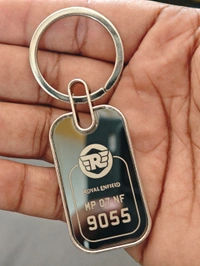 R
ROYAL ENFIELD
MP 07 NF
9055